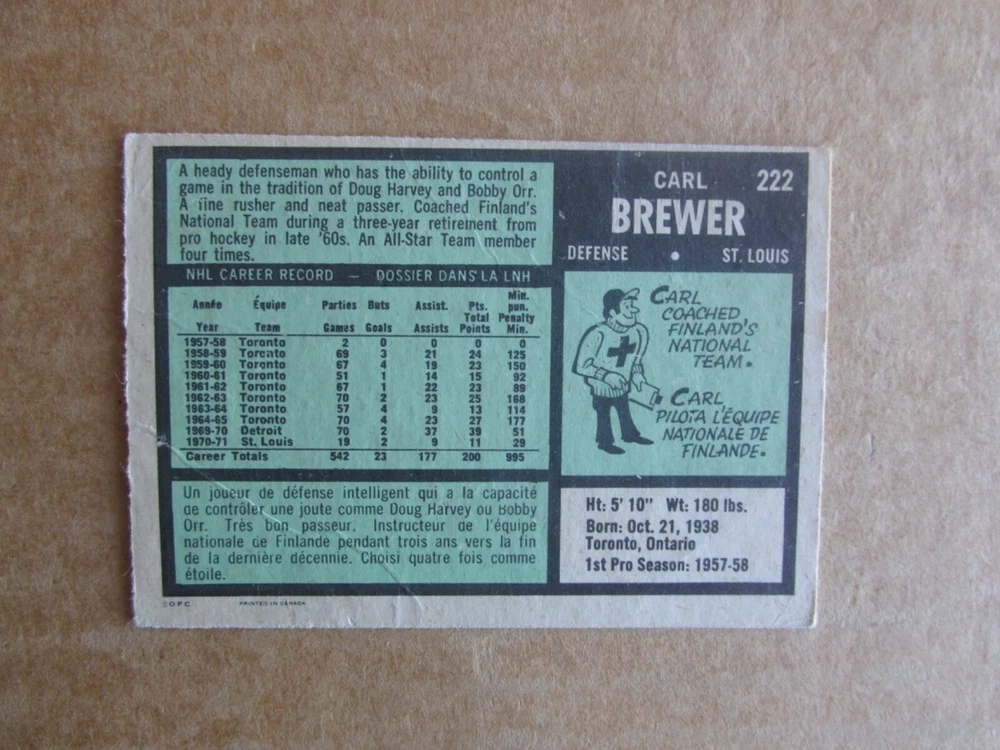 A heady defenseman who has the ability to control a
game in the tradition of Doug Harvey and Bobby Orr.
A fine rusher and neat passer. Coached Finland's
National Team during a three-year retirement from
pro hockey in late '60s. An All-Star Team member
four times.
CARL 222
BREWER
DEFENSE • ST. LOUIS
NHL CAREER RECORD — DOSSIER DANS LA LNH
Année Équipe Parties Buts Assist. Pts. Min. pun.
Year Team Games Goals Assists Total Points Penalty Min.
1957-58 Toronto 2 0 0 0 0
1958-59 Toronto 69 3 21 24 125
1959-60 Toronto 67 4 19 23 150
1960-61 Toronto 51 1 14 15 92
1961-62 Toronto 67 1 22 23 89
1962-63 Toronto 70 2 23 25 168
1963-64 Toronto 57 4 9 13 114
1964-65 Toronto 70 4 23 27 177
1969-70 Detroit 70 2 37 39 51
1970-71 St. Louis 19 2 9 11 29
Career Totals 542 23 177 200 995
CARL
COACHED
FINLAND'S
NATIONAL
TEAM.
CARL
PILOTA L'ÉQUIPE
NATIONALE DE
FINLANDE.
Un joueur de défense intelligent qui a la capacité
de contrôler une joute comme Doug Harvey ou Bobby
Orr. Très bon passeur. Instructeur de l'équipe
nationale de Finlande pendant trois ans vers la fin
de la dernière décennie. Choisi quatre fois comme
étoile.
Ht: 5' 10" Wt: 180 lbs.
Born: Oct. 21, 1938
Toronto, Ontario
1st Pro Season: 1957-58
©O.P.C. PRINTED IN CANADA